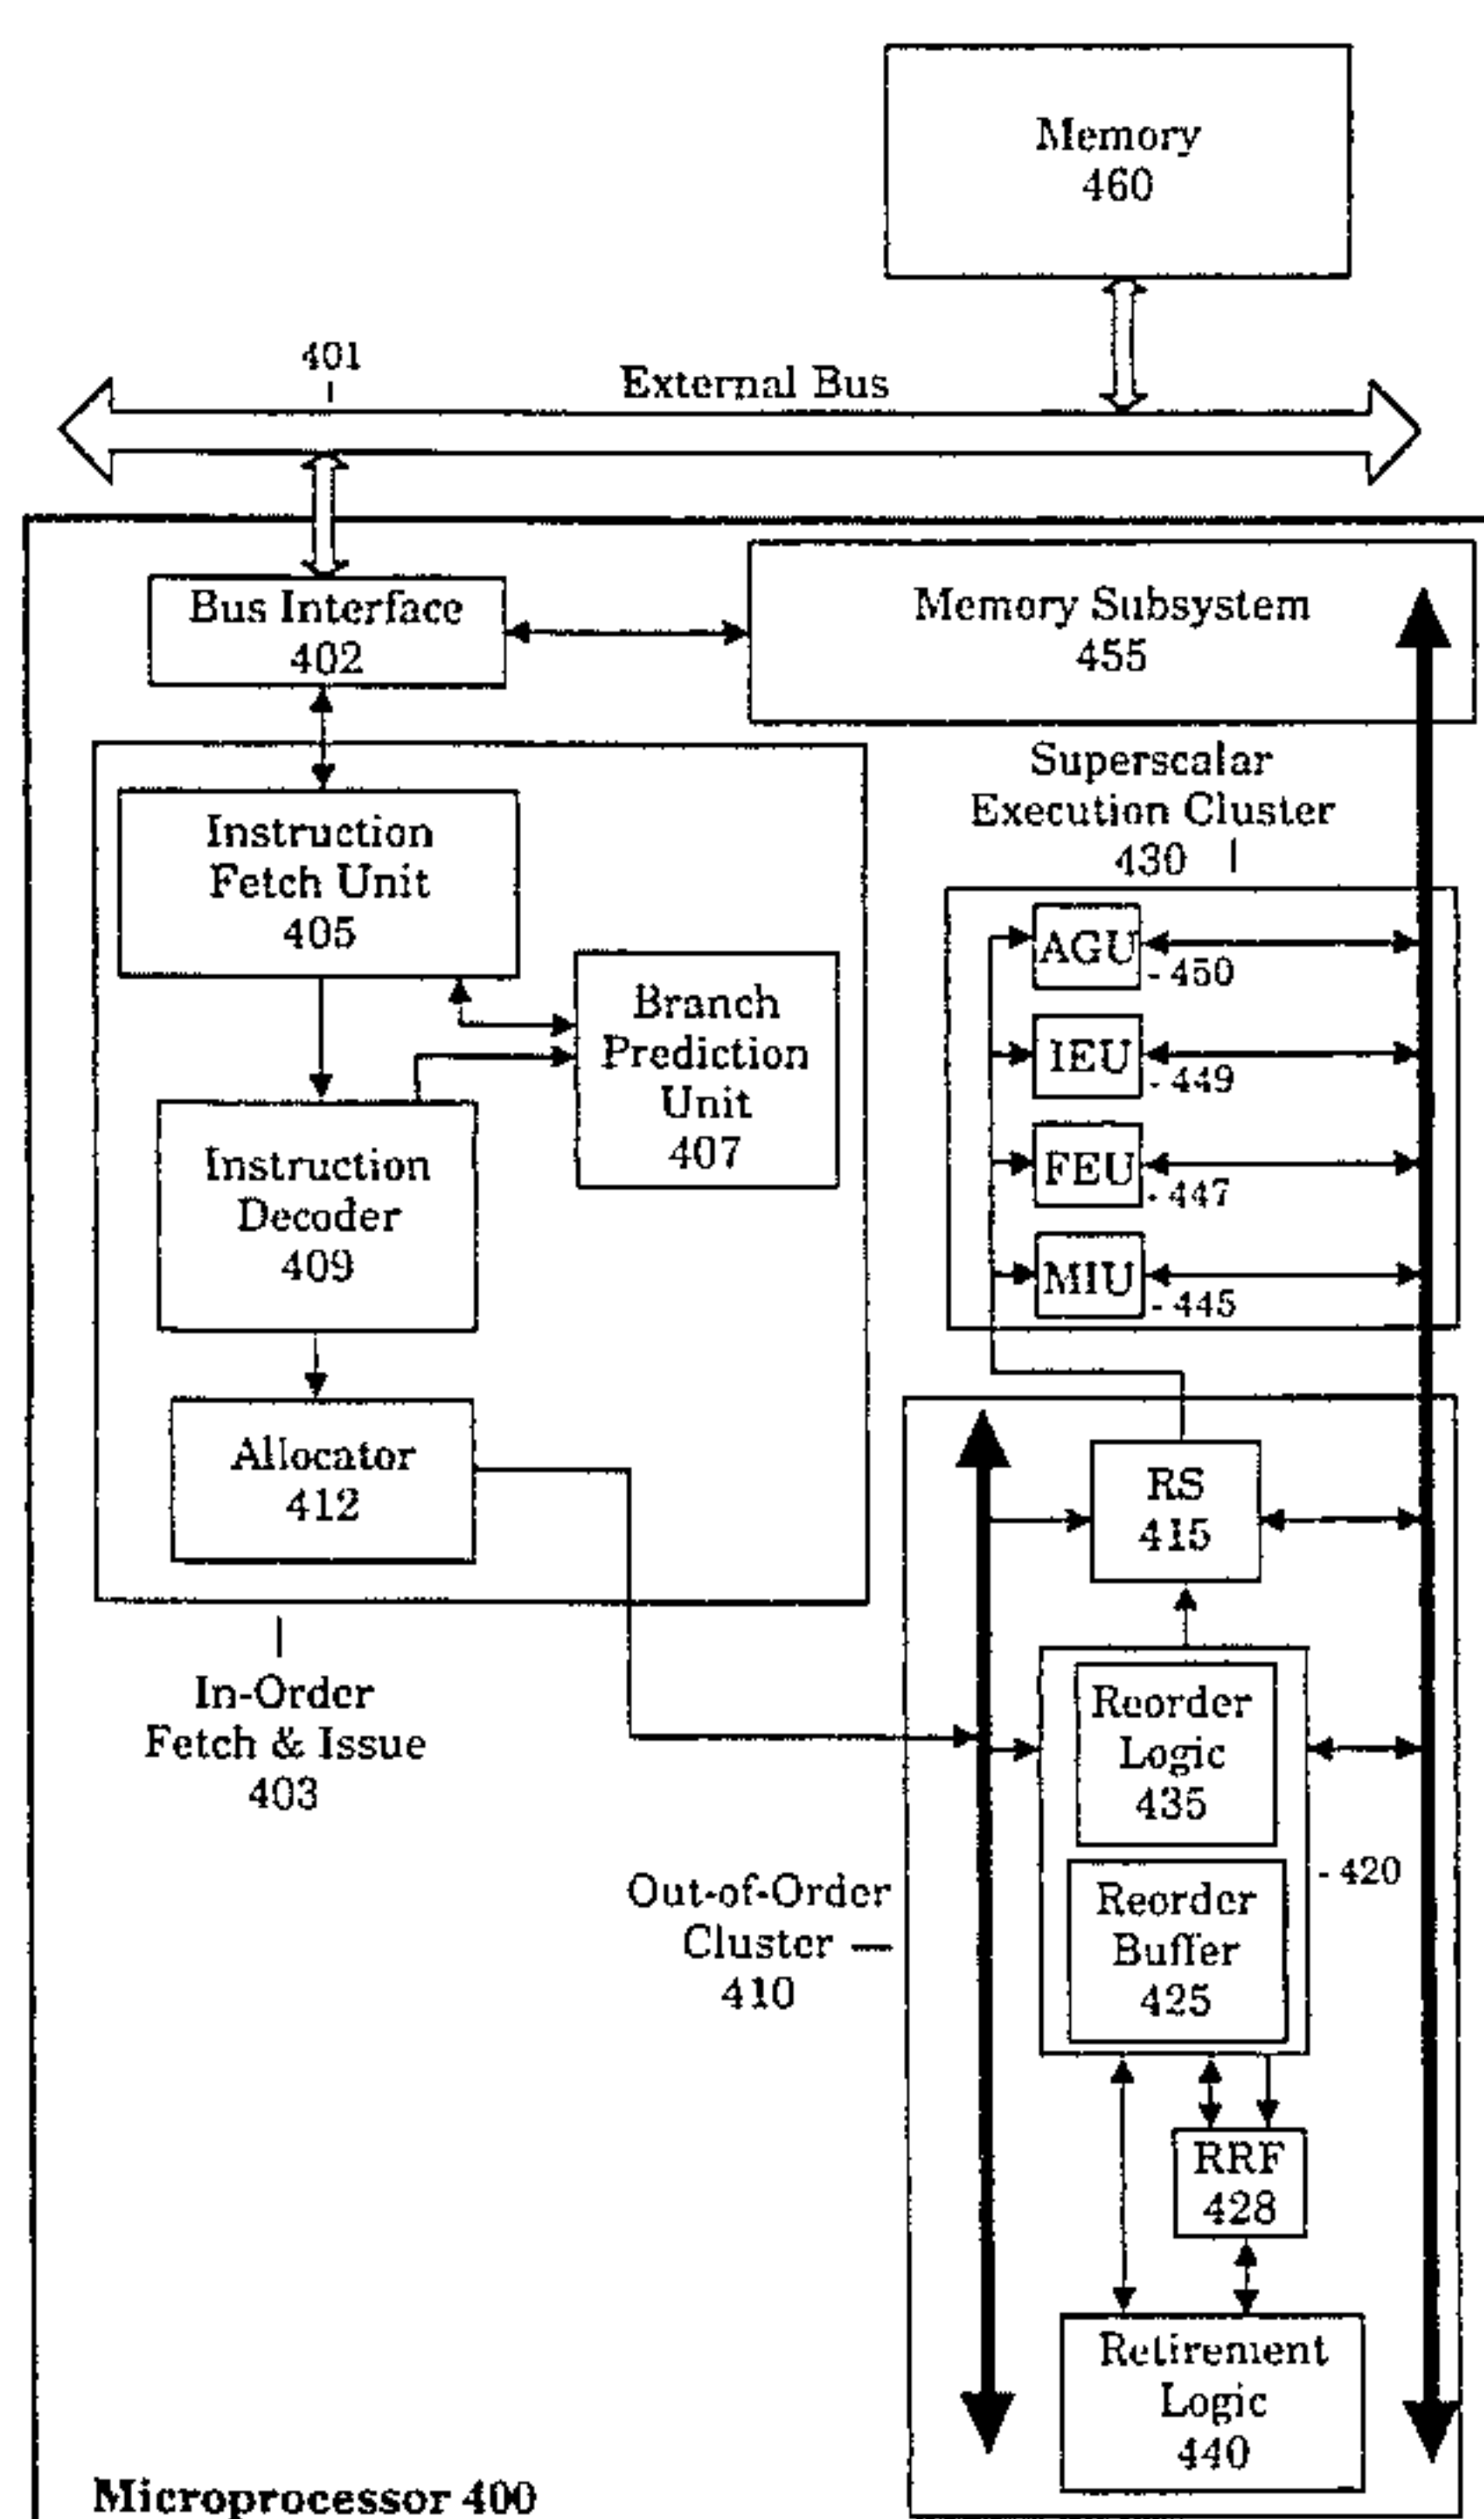 Memory
460
401
External Bus
Bus Interface
402
Memory Subsystem
455
Superscalar
Execution Cluster
430
Instruction
Fetch Unit
405
Branch
Prediction
Unit
407
Instruction
Decoder
409
Allocator
412
In-Order
Fetch & Issue
403
AGU
- 450
IEU
- 449
FEU
- 447
MIU
- 445
RS
415
Reorder
Logic
435
- 420
Reorder
Buffer
425
Out-of-Order
Cluster
410
RRF
428
Retirement
Logic
440
Microprocessor 400